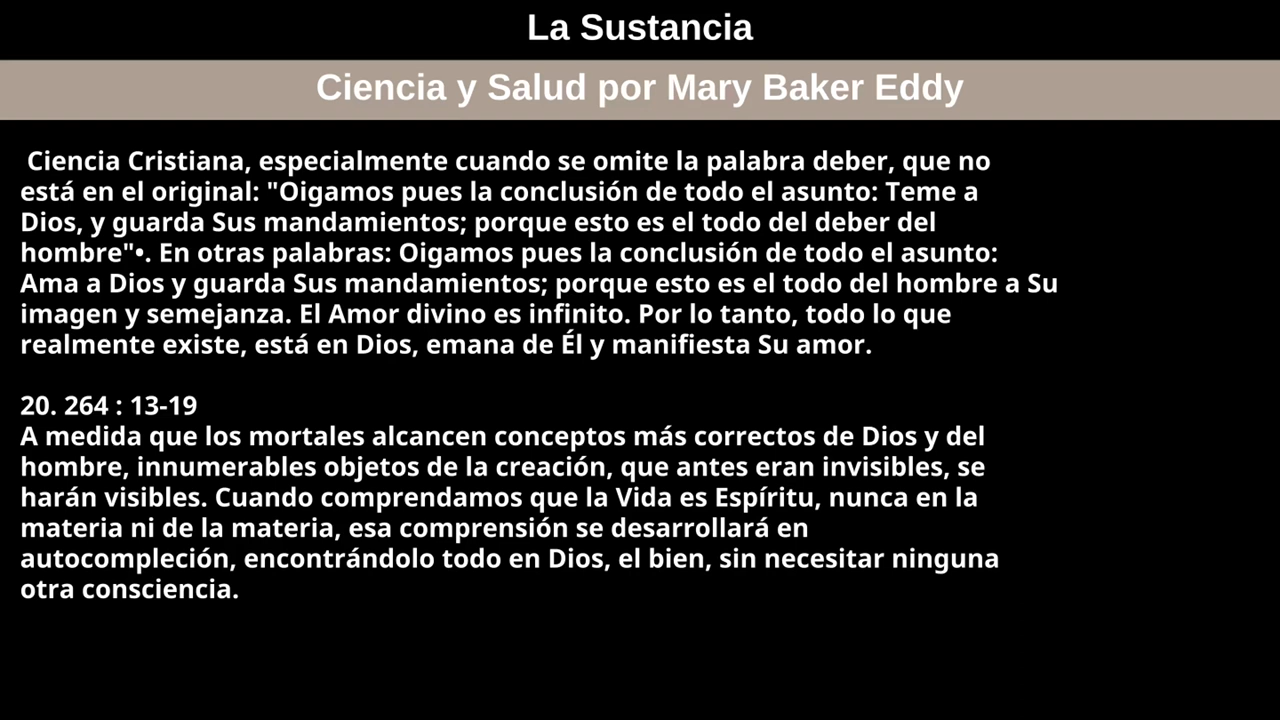 La Sustancia
Ciencia y Salud por Mary Baker Eddy
Ciencia Cristiana, especialmente cuando se omite la palabra deber, que no
está en el original: "Oigamos pues la conclusión de todo el asunto: Teme a
Dios, y guarda Sus mandamientos; porque esto es el todo del deber del
hombre"•. En otras palabras: Oigamos pues la conclusión de todo el asunto:
Ama a Dios y guarda Sus mandamientos; porque esto es el todo del hombre a Su
imagen y semejanza. El Amor divino es infinito. Por lo tanto, todo lo que
realmente existe, está en Dios, emana de Él y manifiesta Su amor.
20. 264 : 13-19
A medida que los mortales alcancen conceptos más correctos de Dios y del
hombre, innumerables objetos de la creación, que antes eran invisibles, se
harán visibles. Cuando comprendamos que la Vida es Espíritu, nunca en la
materia ni de la materia, esa comprensión se desarrollará en
autocompleción, encontrándolo todo en Dios, el bien, sin necesitar ninguna
otra consciencia.